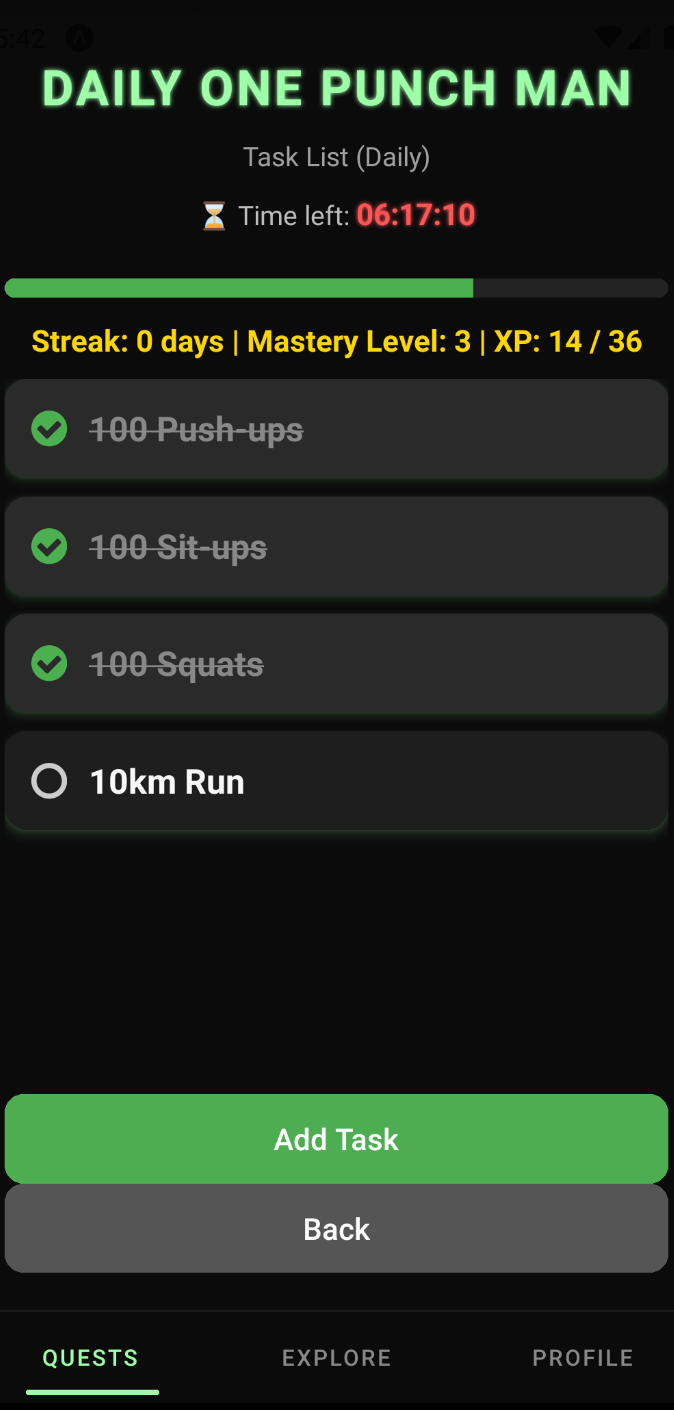 5:42
DAILY ONE PUNCH MAN
Task List (Daily)
⏳ Time left: 06:17:10
Streak: 0 days | Mastery Level: 3 | XP: 14 / 36
100 Push-ups
100 Sit-ups
100 Squats
10km Run
Add Task
Back
QUESTS EXPLORE PROFILE